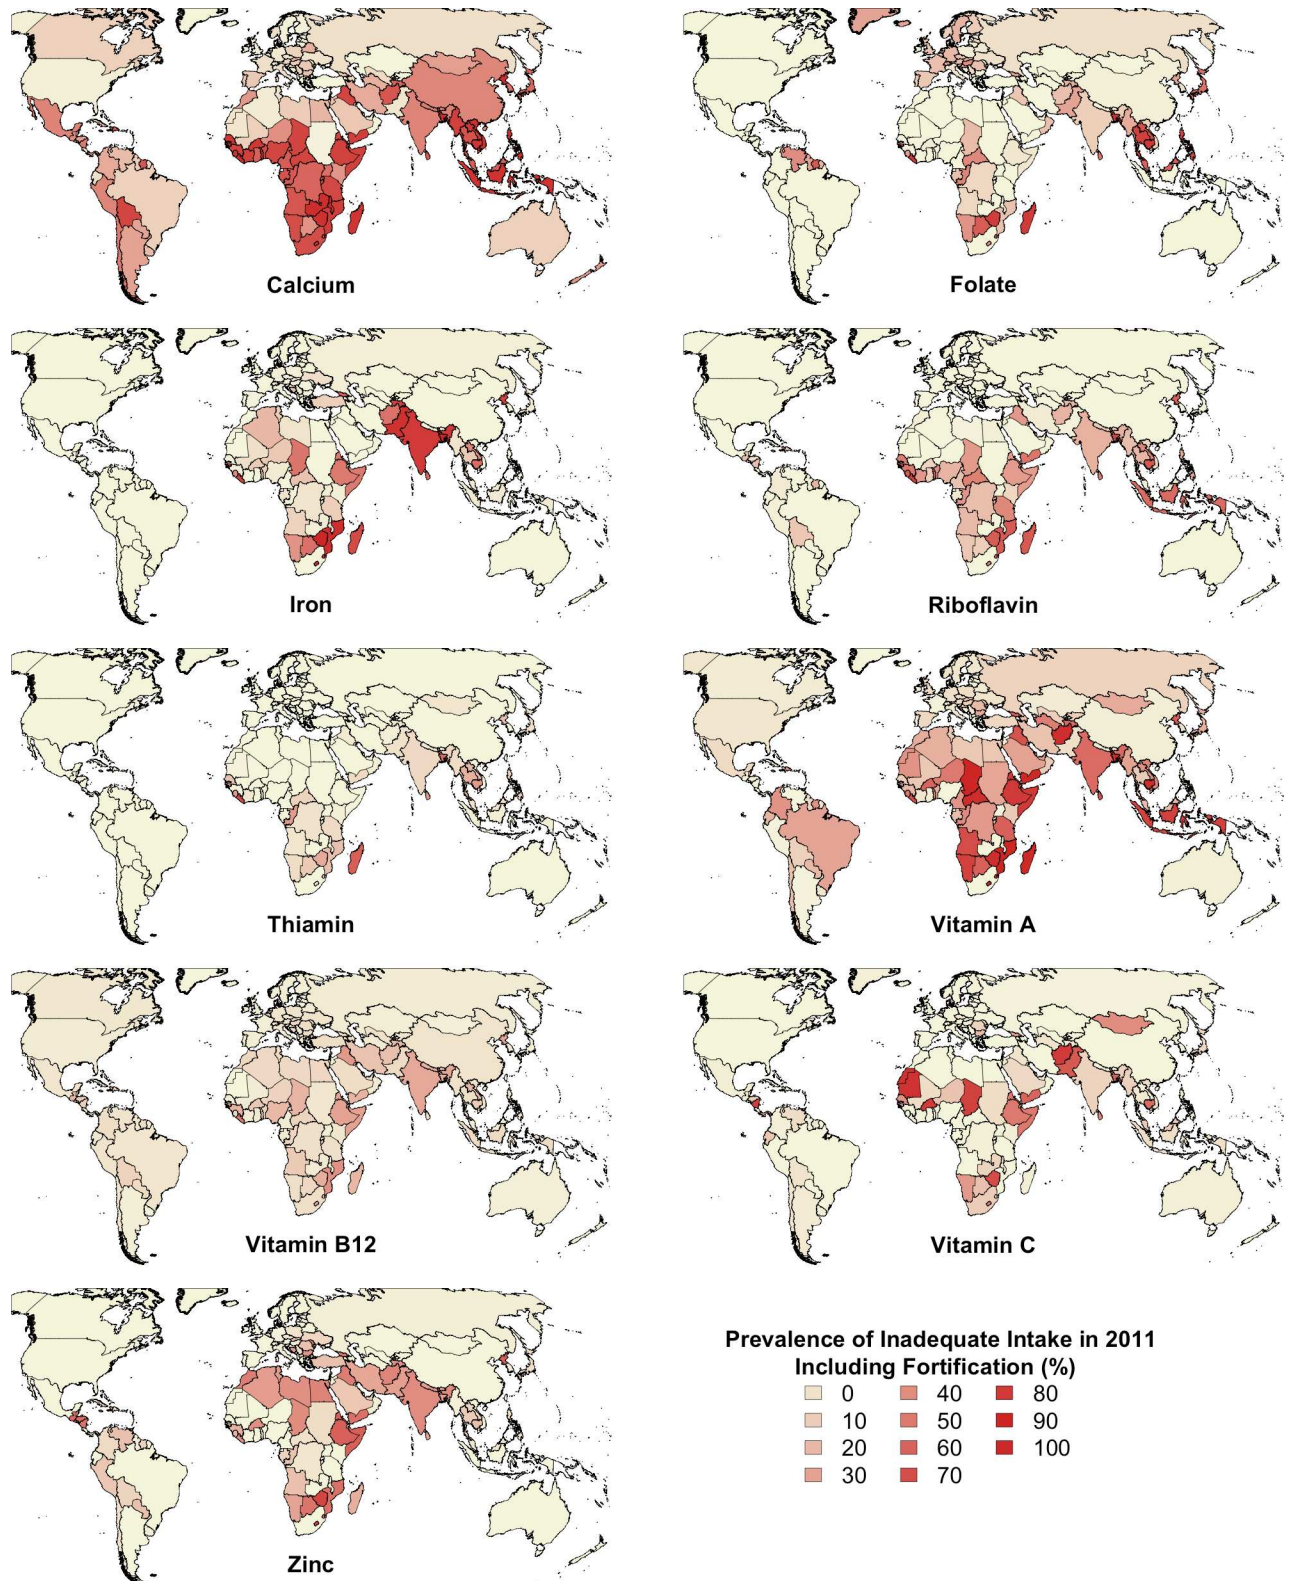 Calcium
Folate
Iron
Riboflavin
Thiamin
Vitamin A
Vitamin B12
Vitamin C
Zinc
Prevalence of Inadequate Intake in 2011
Including Fortification (%)
0 40 80
10 50 90
20 60 100
30 70